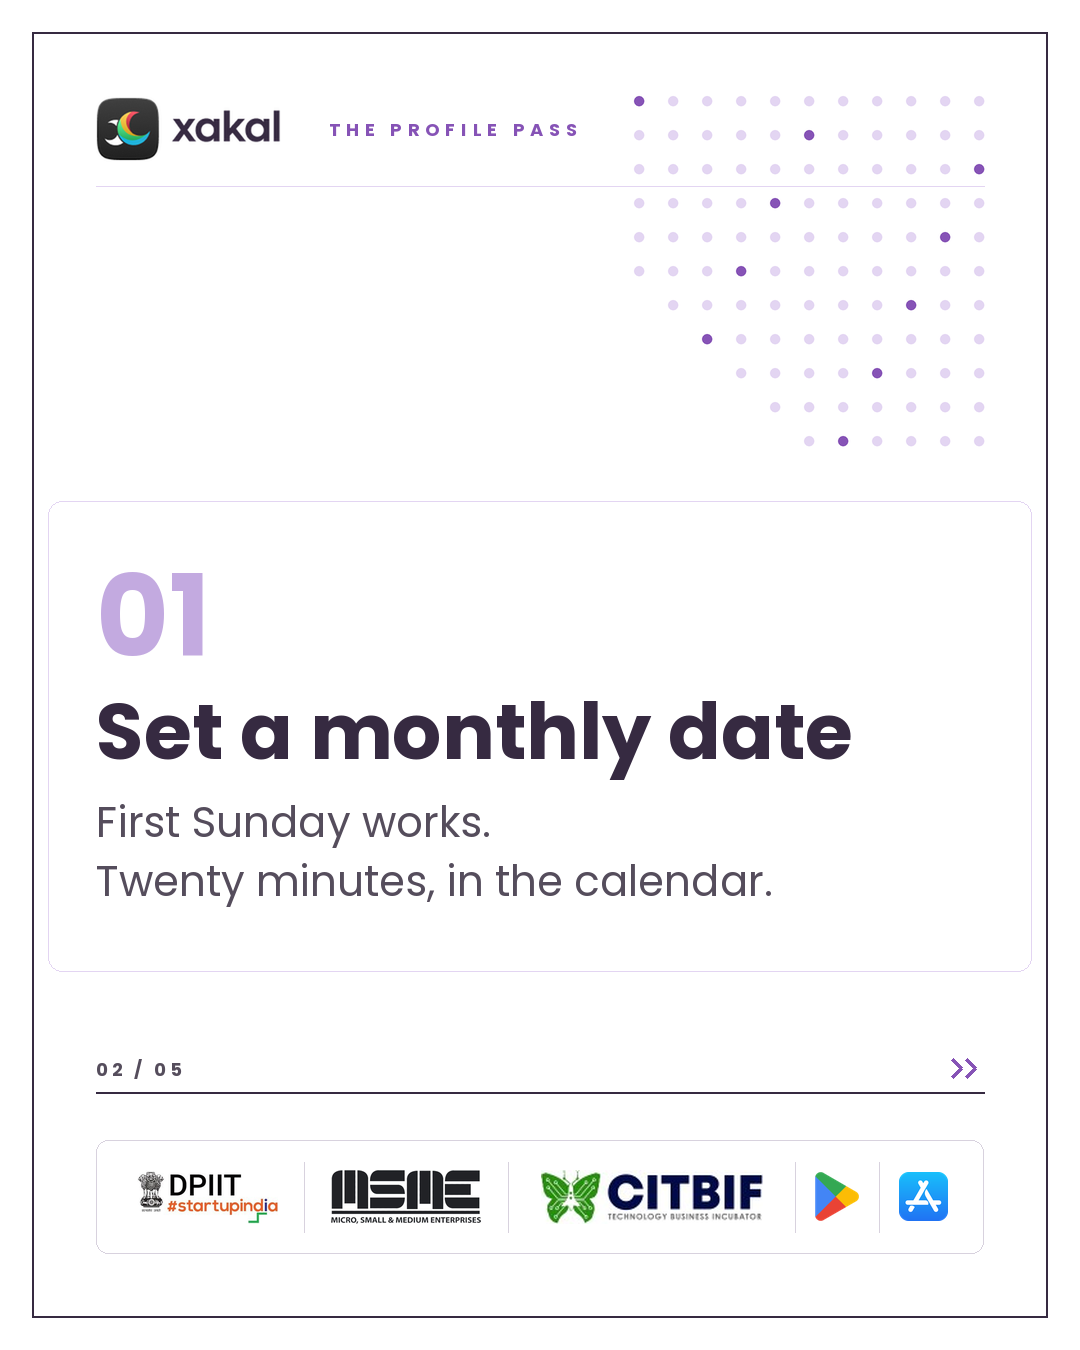 xakal
THE PROFILE PASS
01
Set a monthly date
First Sunday works.
Twenty minutes, in the calendar.
02 / 05
DPIIT
#startupindia
MSME
MICRO, SMALL & MEDIUM ENTERPRISES
CITBIF
TECHNOLOGY BUSINESS INCUBATOR